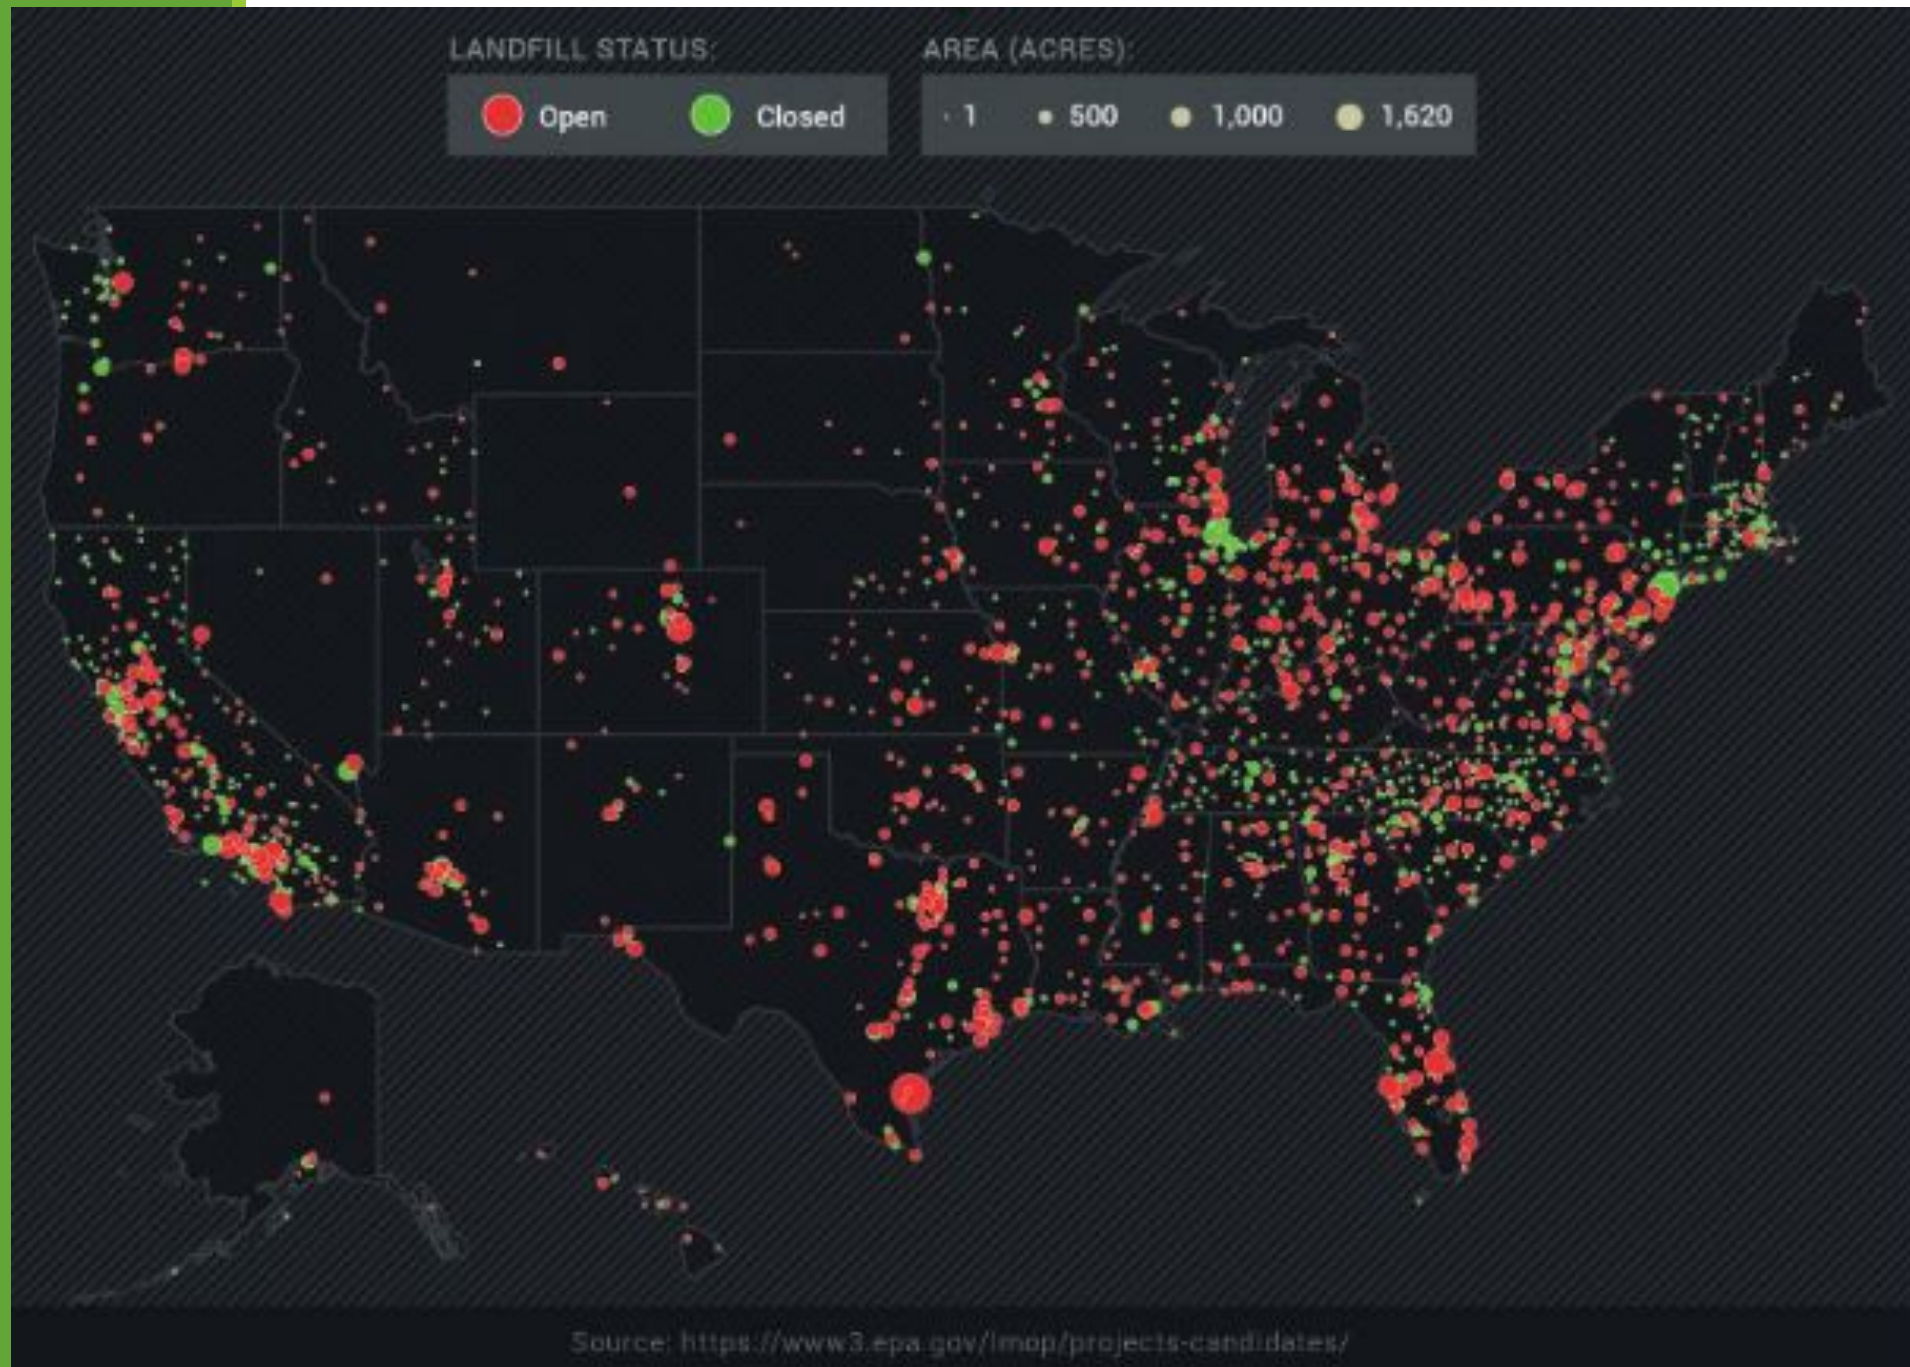 LANDFILL STATUS:
Open Closed
AREA (ACRES):
1 500 1,000 1,620
Source: https://www3.epa.gov/lmop/projects-candidates/